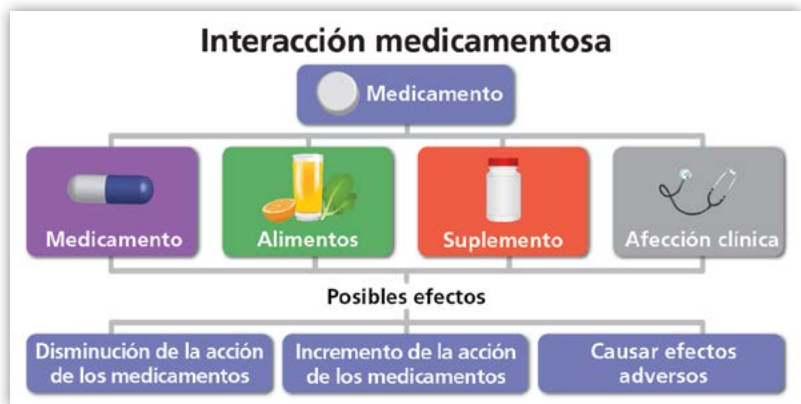 Interacción medicamentosa
Medicamento
Medicamento
Alimentos
Suplemento
Afección clínica
Posibles efectos
Disminución de la acción
de los medicamentos
Incremento de la acción
de los medicamentos
Causar efectos
adversos